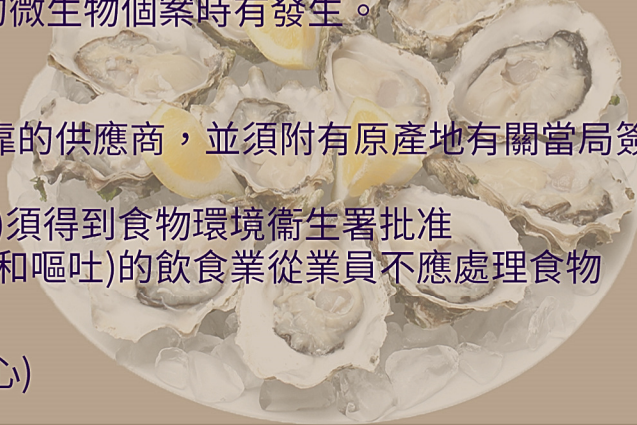 微生物個案時有發生。
靠的供應商，並須附有原產地有關當局簽
)須得到食物環境衞生署批准
和嘔吐)的飲食業從業員不應處理食物
心)